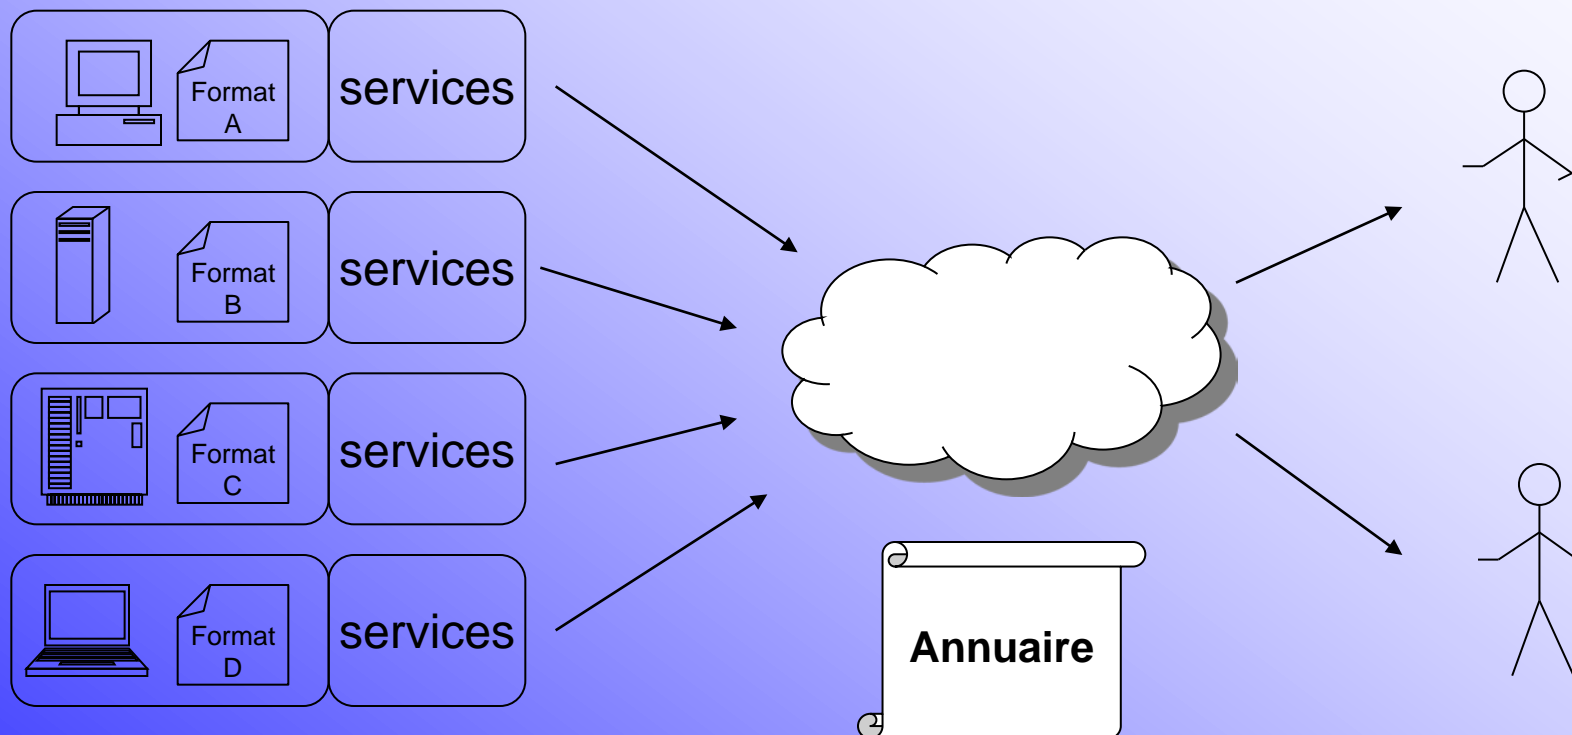 Format
A
services
Format
B
services
Format
C
services
Format
D
services
Annuaire